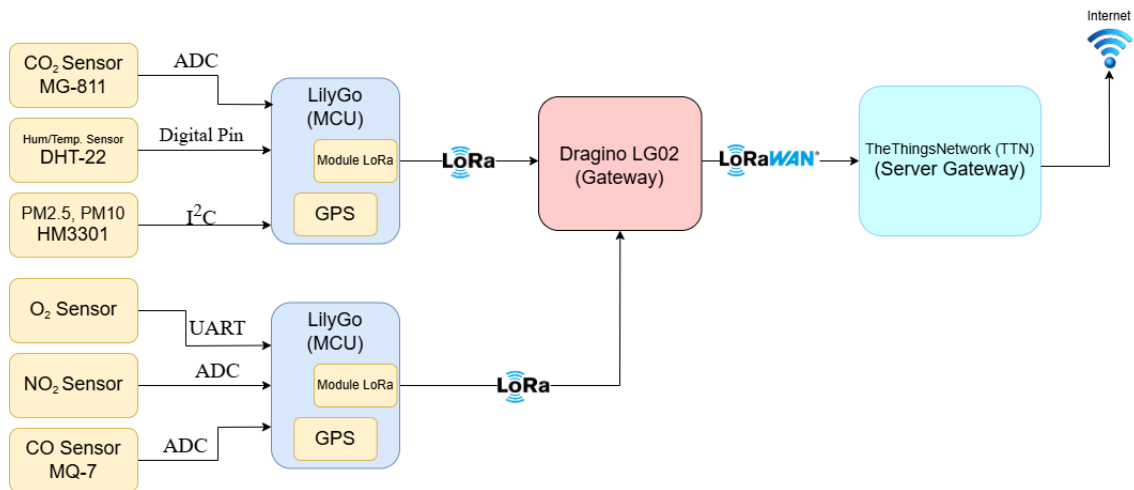 Internet
CO₂ Sensor
MG-811
ADC
Hum/Temp. Sensor
DHT-22
Digital Pin
PM2.5, PM10
HM3301
I²C
LilyGo
(MCU)
Module LoRa
GPS
LoRa
Dragino LG02
(Gateway)
LoRaWAN®
TheThingsNetwork (TTN)
(Server Gateway)
O₂ Sensor
UART
NO₂ Sensor
ADC
CO Sensor
MQ-7
ADC
LilyGo
(MCU)
Module LoRa
GPS
LoRa